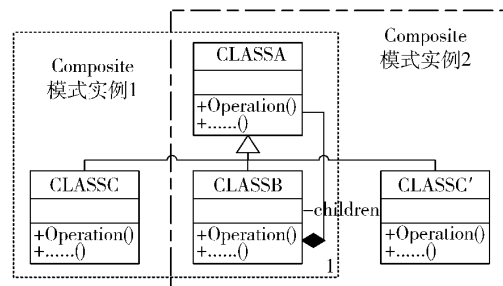 Composite
模式实例1
Composite
模式实例2
CLASSA
+Operation()
+......()
CLASSC
+Operation()
+......()
CLASSB
+Operation()
+......()
-children
1
CLASSC′
+Operation()
+......()